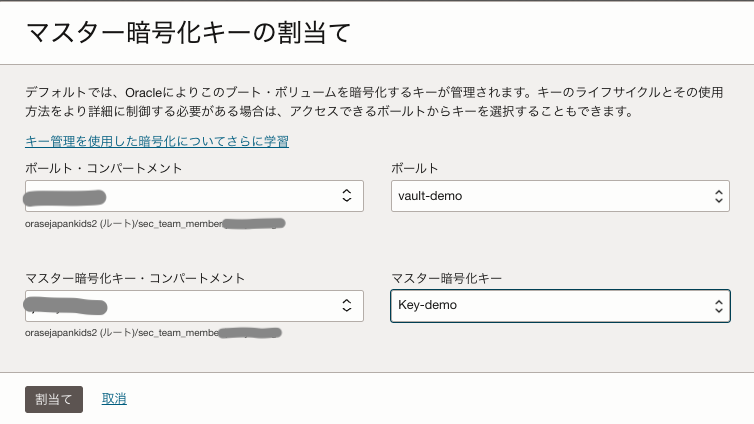 マスター暗号化キーの割当て
デフォルトでは、Oracleによりこのブート・ボリュームを暗号化するキーが管理されます。キーのライフサイクルとその使用
方法をより詳細に制御する必要がある場合は、アクセスできるボールトからキーを選択することもできます。
キー管理を使用した暗号化についてさらに学習
ボールト・コンパートメント
ボールト
vault-demo
orasejapankids2 (ルート)/sec_team_member
マスター暗号化キー・コンパートメント
マスター暗号化キー
Key-demo
orasejapankids2 (ルート)/sec_team_membe
割当て
取消